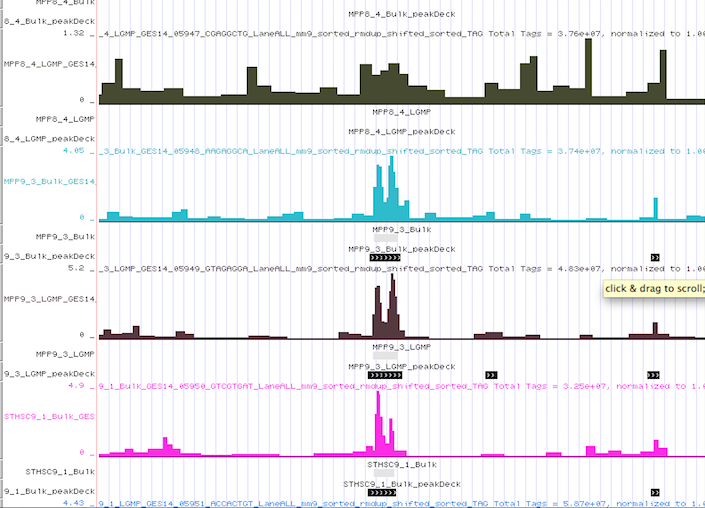 MPP8_4_Bulk
MPP8_4_Bulk_peakDeck
8_4_Bulk_peakDeck
1.32 _ _4_LGMP_GES14_05947_CGAGGCTG_LaneALL_mm9_sorted_rmdup_shifted_sorted_TAG Total Tags = 3.76e+07, normalized to 1.00
MPP8_4_LGMP_GES14_
0 _
MPP8_4_LGMP
MPP8_4_LGMP
MPP8_4_LGMP_peakDeck
8_4_LGMP_peakDeck
4.05 _ _3_Bulk_GES14_05948_AAGAGGCA_LaneALL_mm9_sorted_rmdup_shifted_sorted_TAG Total Tags = 3.74e+07, normalized to 1.00
MPP9_3_Bulk_GES14_
0 _
MPP9_3_Bulk
MPP9_3_Bulk
MPP9_3_Bulk_peakDeck
9_3_Bulk_peakDeck
5.2 _ _3_LGMP_GES14_05949_GTAGAGGA_LaneALL_mm9_sorted_rmdup_shifted_sorted_TAG Total Tags = 4.83e+07, normalized to 1.00
click & drag to scroll;
MPP9_3_LGMP_GES14_
0 _
MPP9_3_LGMP
MPP9_3_LGMP
MPP9_3_LGMP_peakDeck
9_3_LGMP_peakDeck
4.9 _ 9_1_Bulk_GES14_05950_GTCGTGAT_LaneALL_mm9_sorted_rmdup_shifted_sorted_TAG Total Tags = 3.25e+07, normalized to 1.00
STHSC9_1_Bulk_GES
0 _
STHSC9_1_Bulk
STHSC9_1_Bulk
STHSC9_1_Bulk_peakDeck
9_1_Bulk_peakDeck
4.43 _ 9_1_LGMP_GES14_05951_ACCACTGT_LaneALL_mm9_sorted_rmdup_shifted_sorted_TAG Total Tags = 5.87e+07, normalized to 1.00